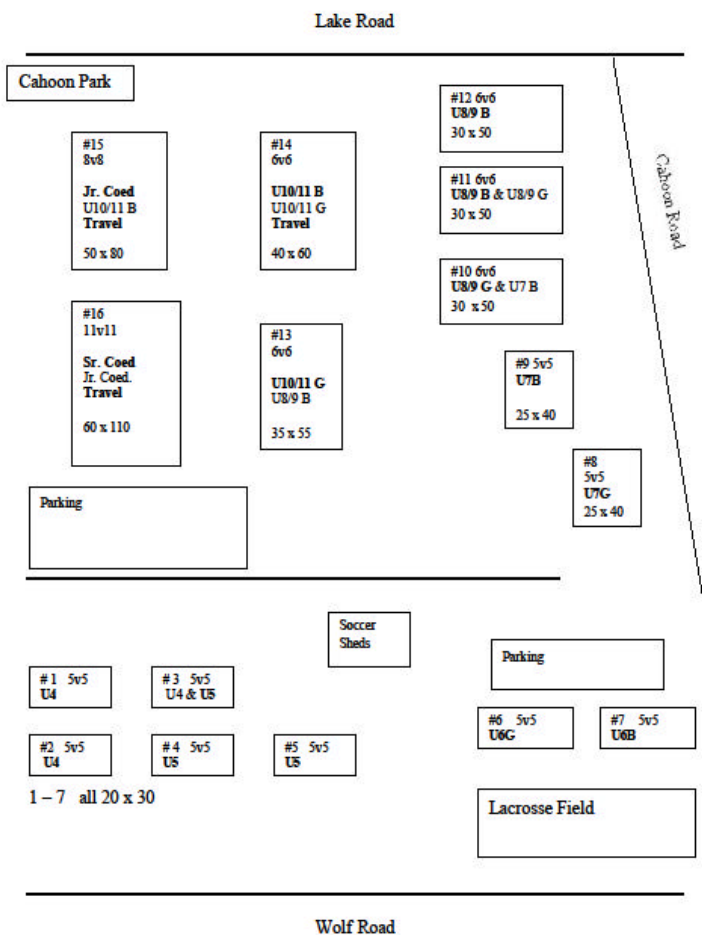 Lake Road
Cahoon Park
#15
8v8
Jr. Coed
U10/11 B
Travel
50 x 80
#14
6v6
U10/11 B
U10/11 G
Travel
40 x 60
#12 6v6
U8/9 B
30 x 50
#11 6v6
U8/9 B & U8/9 G
30 x 50
Cahoon Road
#10 6v6
U8/9 G & U7 B
30 x 50
#16
11v11
Sr. Coed
Jr. Coed.
Travel
60 x 110
#13
6v6
U10/11 G
U8/9 B
35 x 55
#9 5v5
U7B
25 x 40
#8
5v5
U7G
25 x 40
Parking
Soccer
Sheds
Parking
# 1 5v5
U4
# 3 5v5
U4 & U5
#2 5v5
U4
# 4 5v5
U5
#5 5v5
U5
#6 5v5
U6G
#7 5v5
U6B
1 – 7 all 20 x 30
Lacrosse Field
Wolf Road